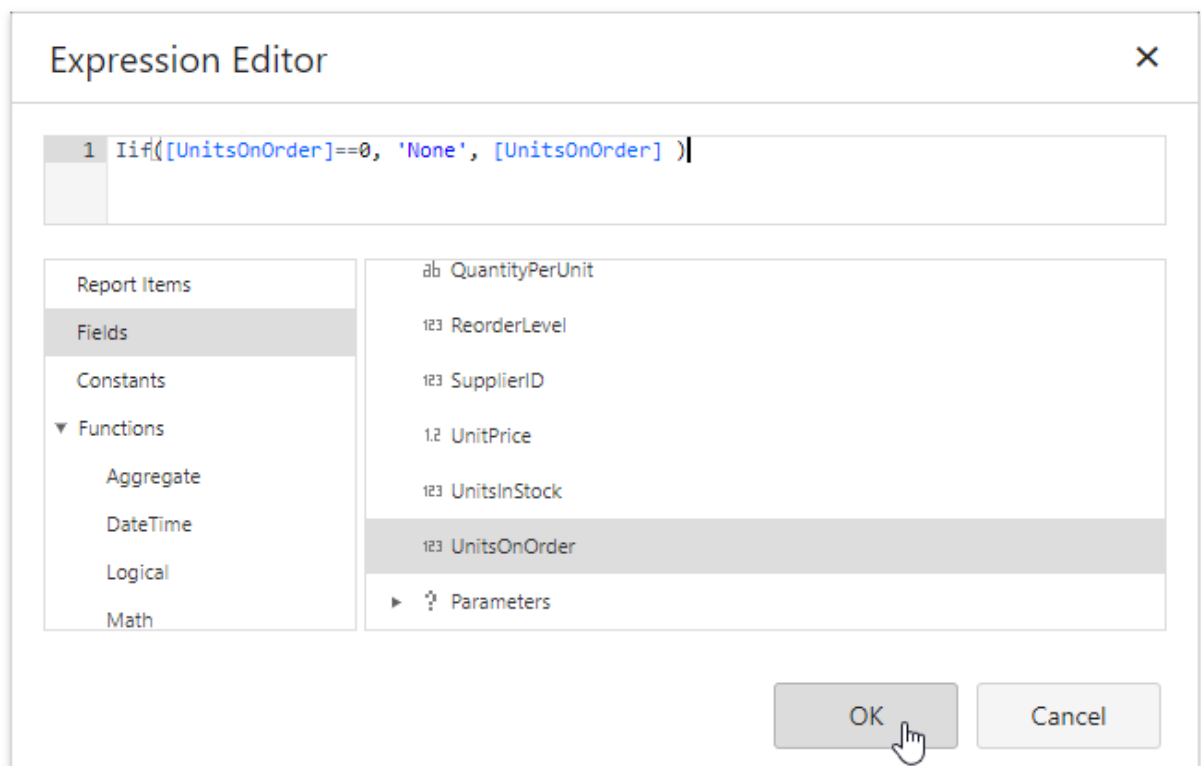 Expression Editor
1 Iif([UnitsOnOrder]==0, 'None', [UnitsOnOrder] )
Report Items
Fields
Constants
Functions
Aggregate
DateTime
Logical
Math
ab QuantityPerUnit
123 ReorderLevel
123 SupplierID
1.2 UnitPrice
123 UnitsInStock
123 UnitsOnOrder
? Parameters
OK
Cancel